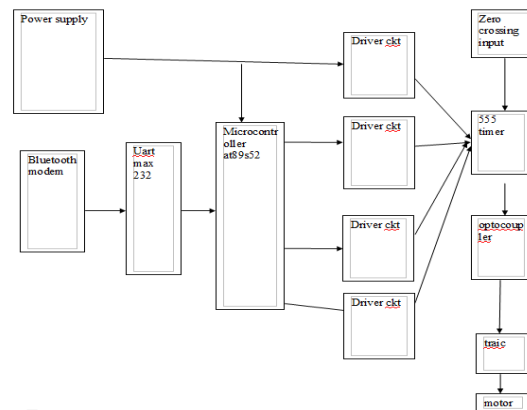 Power supply
Driver ckt
Zero
crossing
input
Driver ckt
555
timer
Microcontr
oller
at89s52
Uart
max
232
Bluetooth
modem
Driver ckt
optocoup
ler
Driver ckt
traic
motor